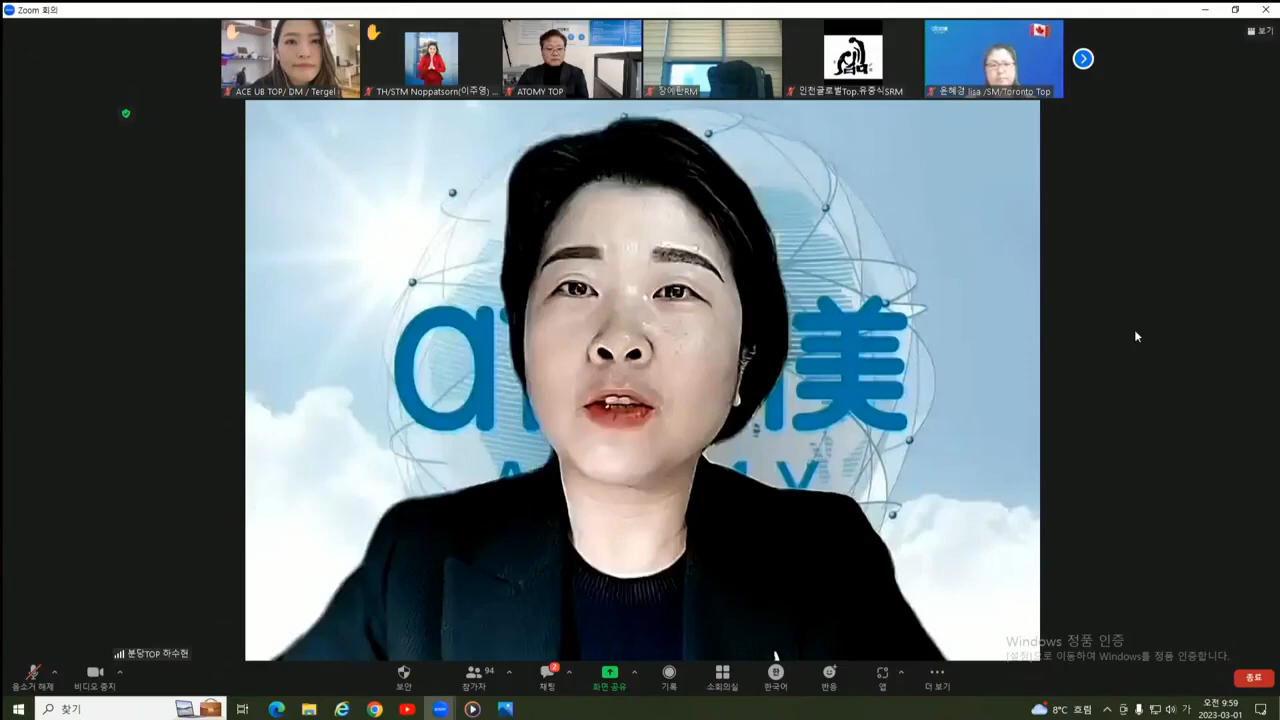 Zoom 회의
보기
ACE UB TOP/ DM / Tergel
TH/STM Noppatsorn(이주영) ...
ATOMY TOP
장에란RM
인천글로벌Top.유중식SRM
윤혜경 lisa /SM/Toronto Top
美
Windows 정품 인증
[설정]으로 이동하여 Windows를 정품 인증합니다.
분당TOP 하수현
음소거 해제
비디오 중지
보안
94
참가자
2
채팅
화면 공유
기록
소회의실
한
한국어
반응
앱
더 보기
종료
찾기
8°C 흐림
가
오전 9:59
2023-03-01